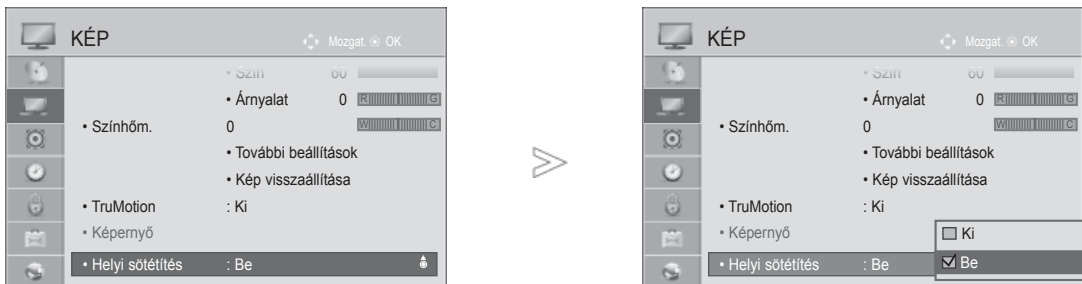 KÉP
Mozgat. OK
• Szín 60
• Árnyalat 0 R G
• Színhőm. 0 W C
• További beállítások
• Kép visszaállítása
• TruMotion : Ki
• Képernyő
• Helyi sötétítés : Be
KÉP
Mozgat. OK
• Szín 60
• Árnyalat 0 R G
• Színhőm. 0 W C
• További beállítások
• Kép visszaállítása
• TruMotion : Ki
• Képernyő
• Helyi sötétítés : Be
Ki
Be